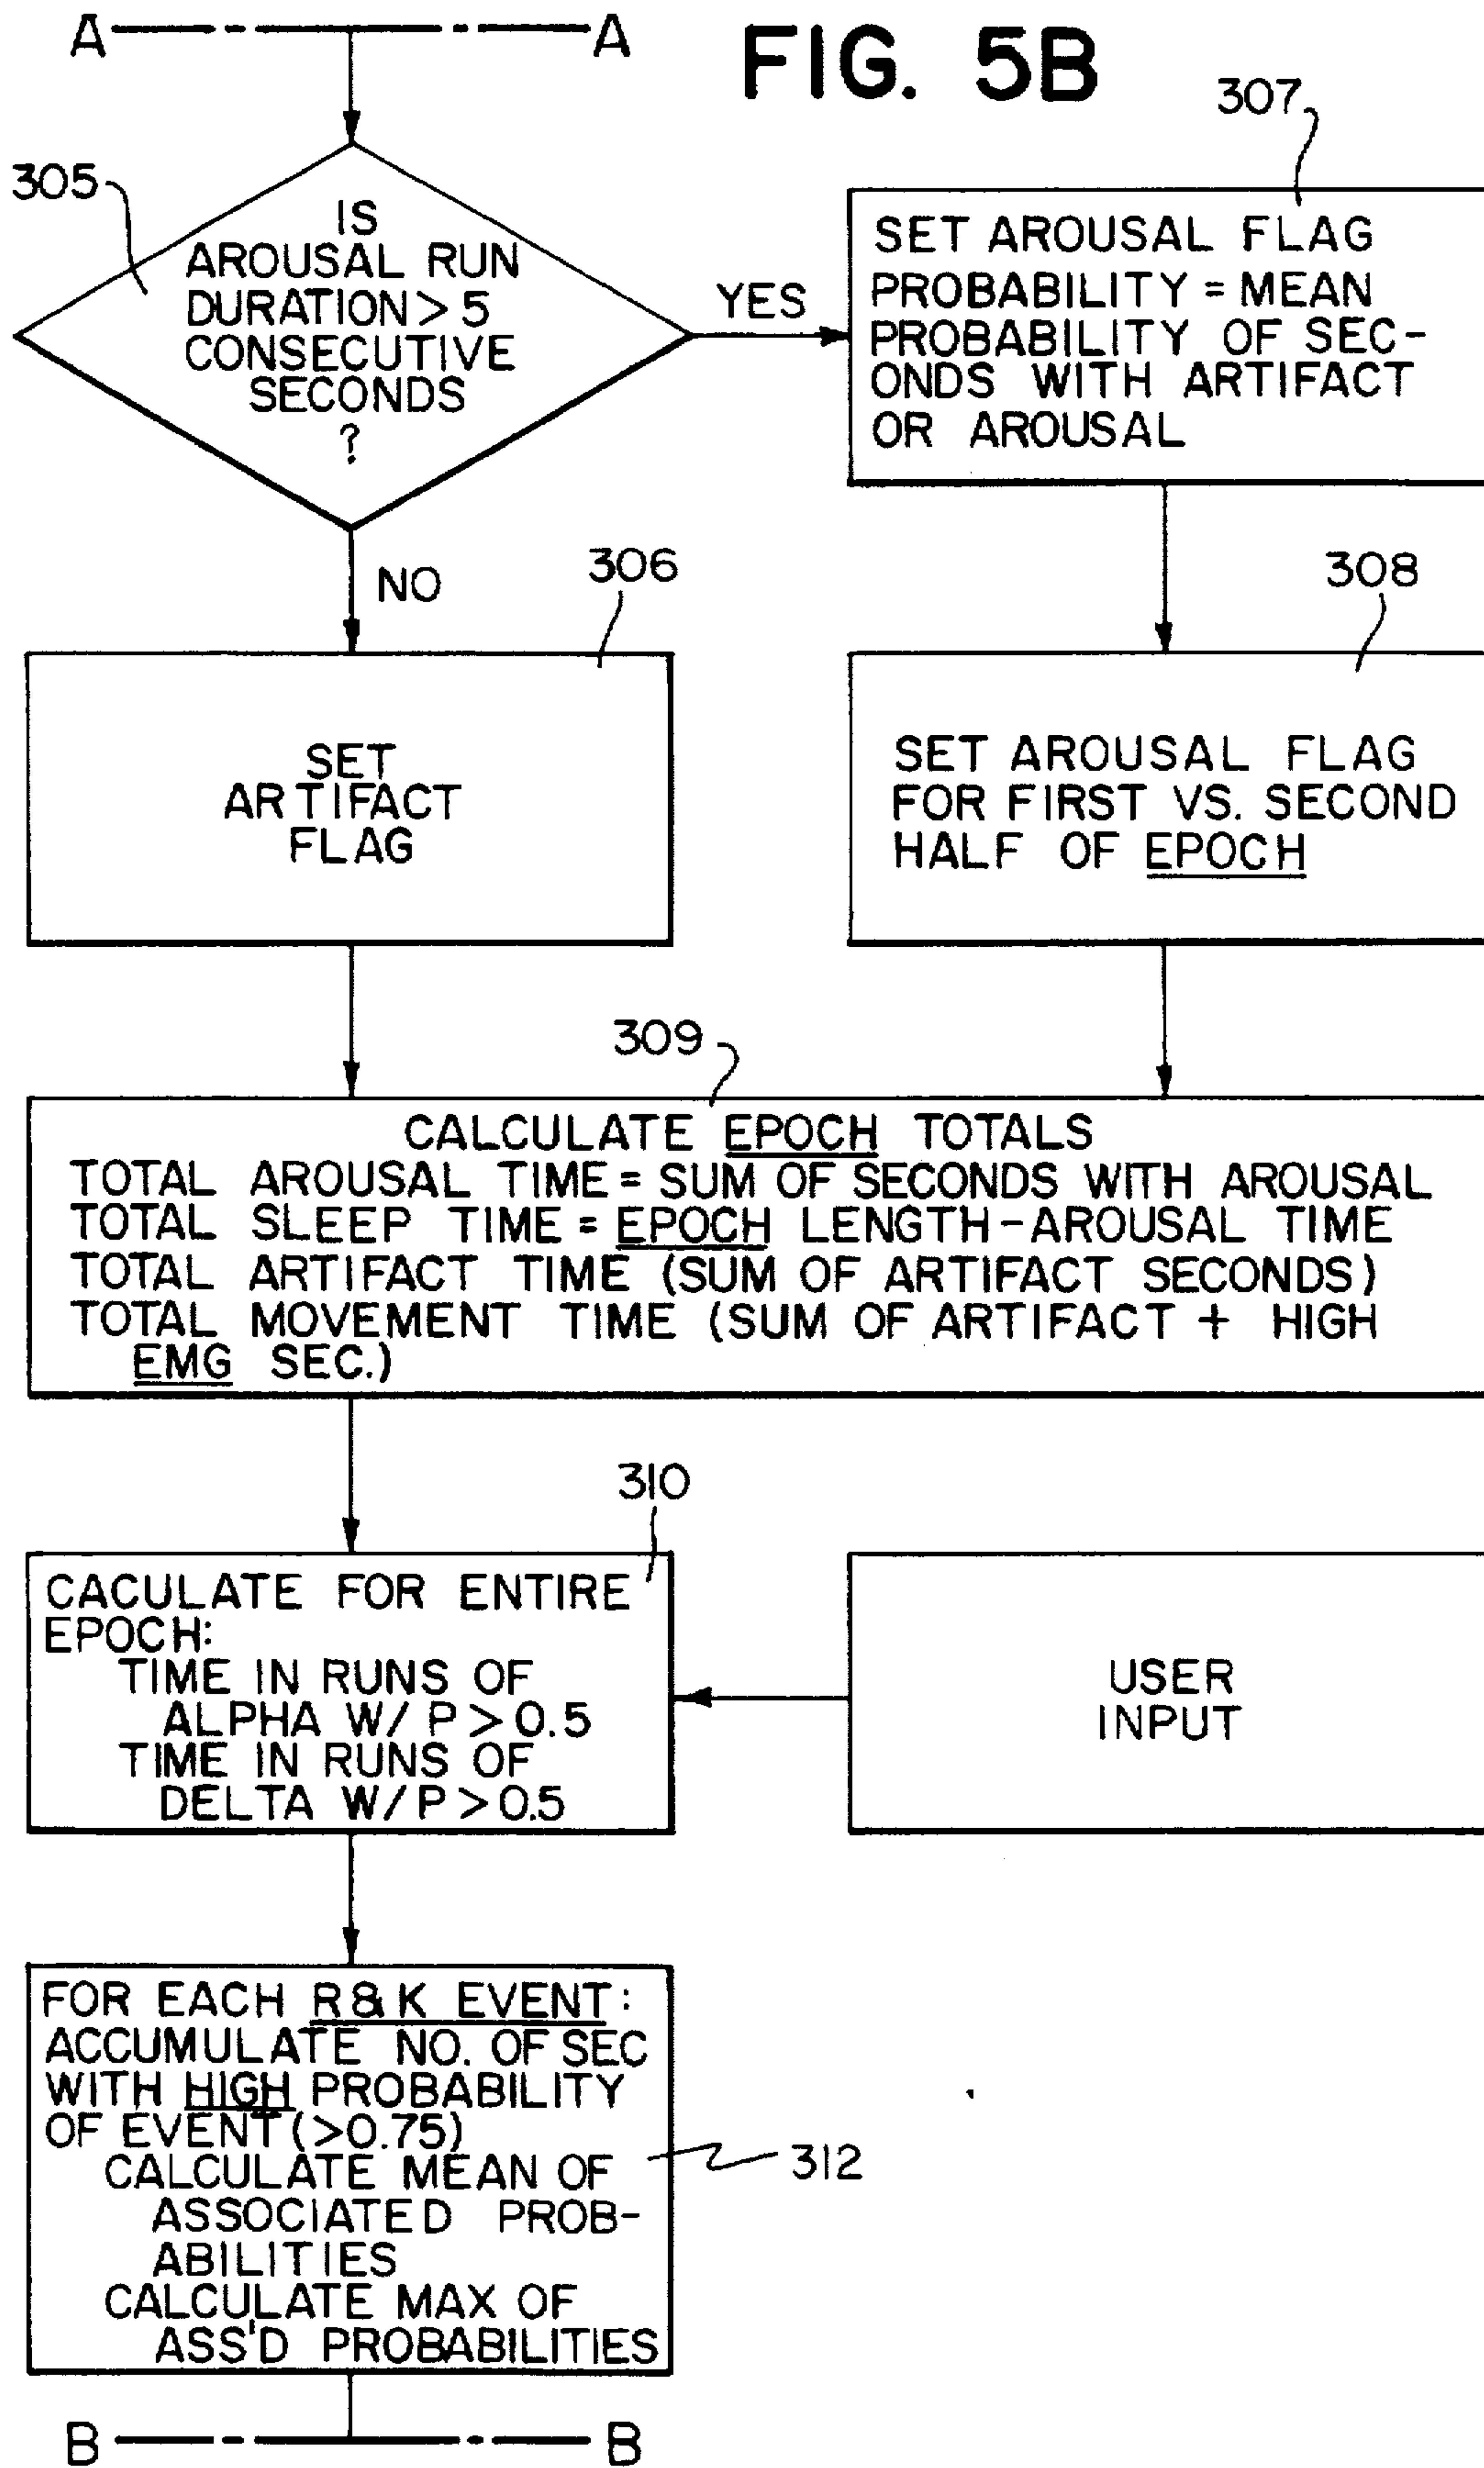 A A
FIG. 5B
305
IS
AROUSAL RUN
DURATION > 5
CONSECUTIVE
SECONDS
?
YES
NO
307
SET AROUSAL FLAG
PROBABILITY = MEAN
PROBABILITY OF SEC-
ONDS WITH ARTIFACT
OR AROUSAL
306
SET
ARTIFACT
FLAG
308
SET AROUSAL FLAG
FOR FIRST VS. SECOND
HALF OF EPOCH
309
CALCULATE EPOCH TOTALS
TOTAL AROUSAL TIME = SUM OF SECONDS WITH AROUSAL
TOTAL SLEEP TIME = EPOCH LENGTH - AROUSAL TIME
TOTAL ARTIFACT TIME (SUM OF ARTIFACT SECONDS)
TOTAL MOVEMENT TIME (SUM OF ARTIFACT + HIGH
EMG SEC.)
310
CACULATE FOR ENTIRE
EPOCH:
TIME IN RUNS OF
ALPHA W/ P > 0.5
TIME IN RUNS OF
DELTA W/ P > 0.5
USER
INPUT
FOR EACH R & K EVENT:
ACCUMULATE NO. OF SEC
WITH HIGH PROBABILITY
OF EVENT (>0.75)
CALCULATE MEAN OF
ASSOCIATED PROB-
ABILITIES
CALCULATE MAX OF
ASS'D PROBABILITIES
312
B B